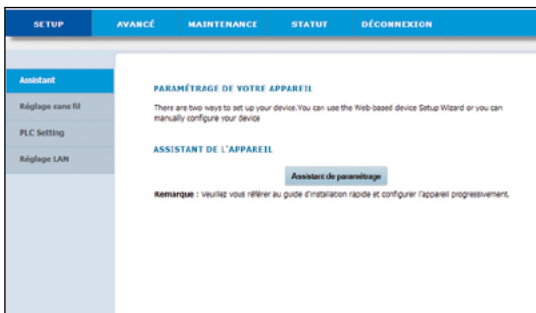 SETUP AVANCÉ MAINTENANCE STATUT DÉCONNEXION
Assistant
Réglage sans fil
PLC Setting
Réglage LAN
PARAMÉTRAGE DE VOTRE APPAREIL
There are two ways to set up your device.You can use the Web-based device Setup Wizard or you can
manually configure your device
ASSISTANT DE L'APPAREIL
Assistant de paramétrage
Remarque : Veuillez vous référer au guide d'installation rapide et configurer l'appareil progressivement.